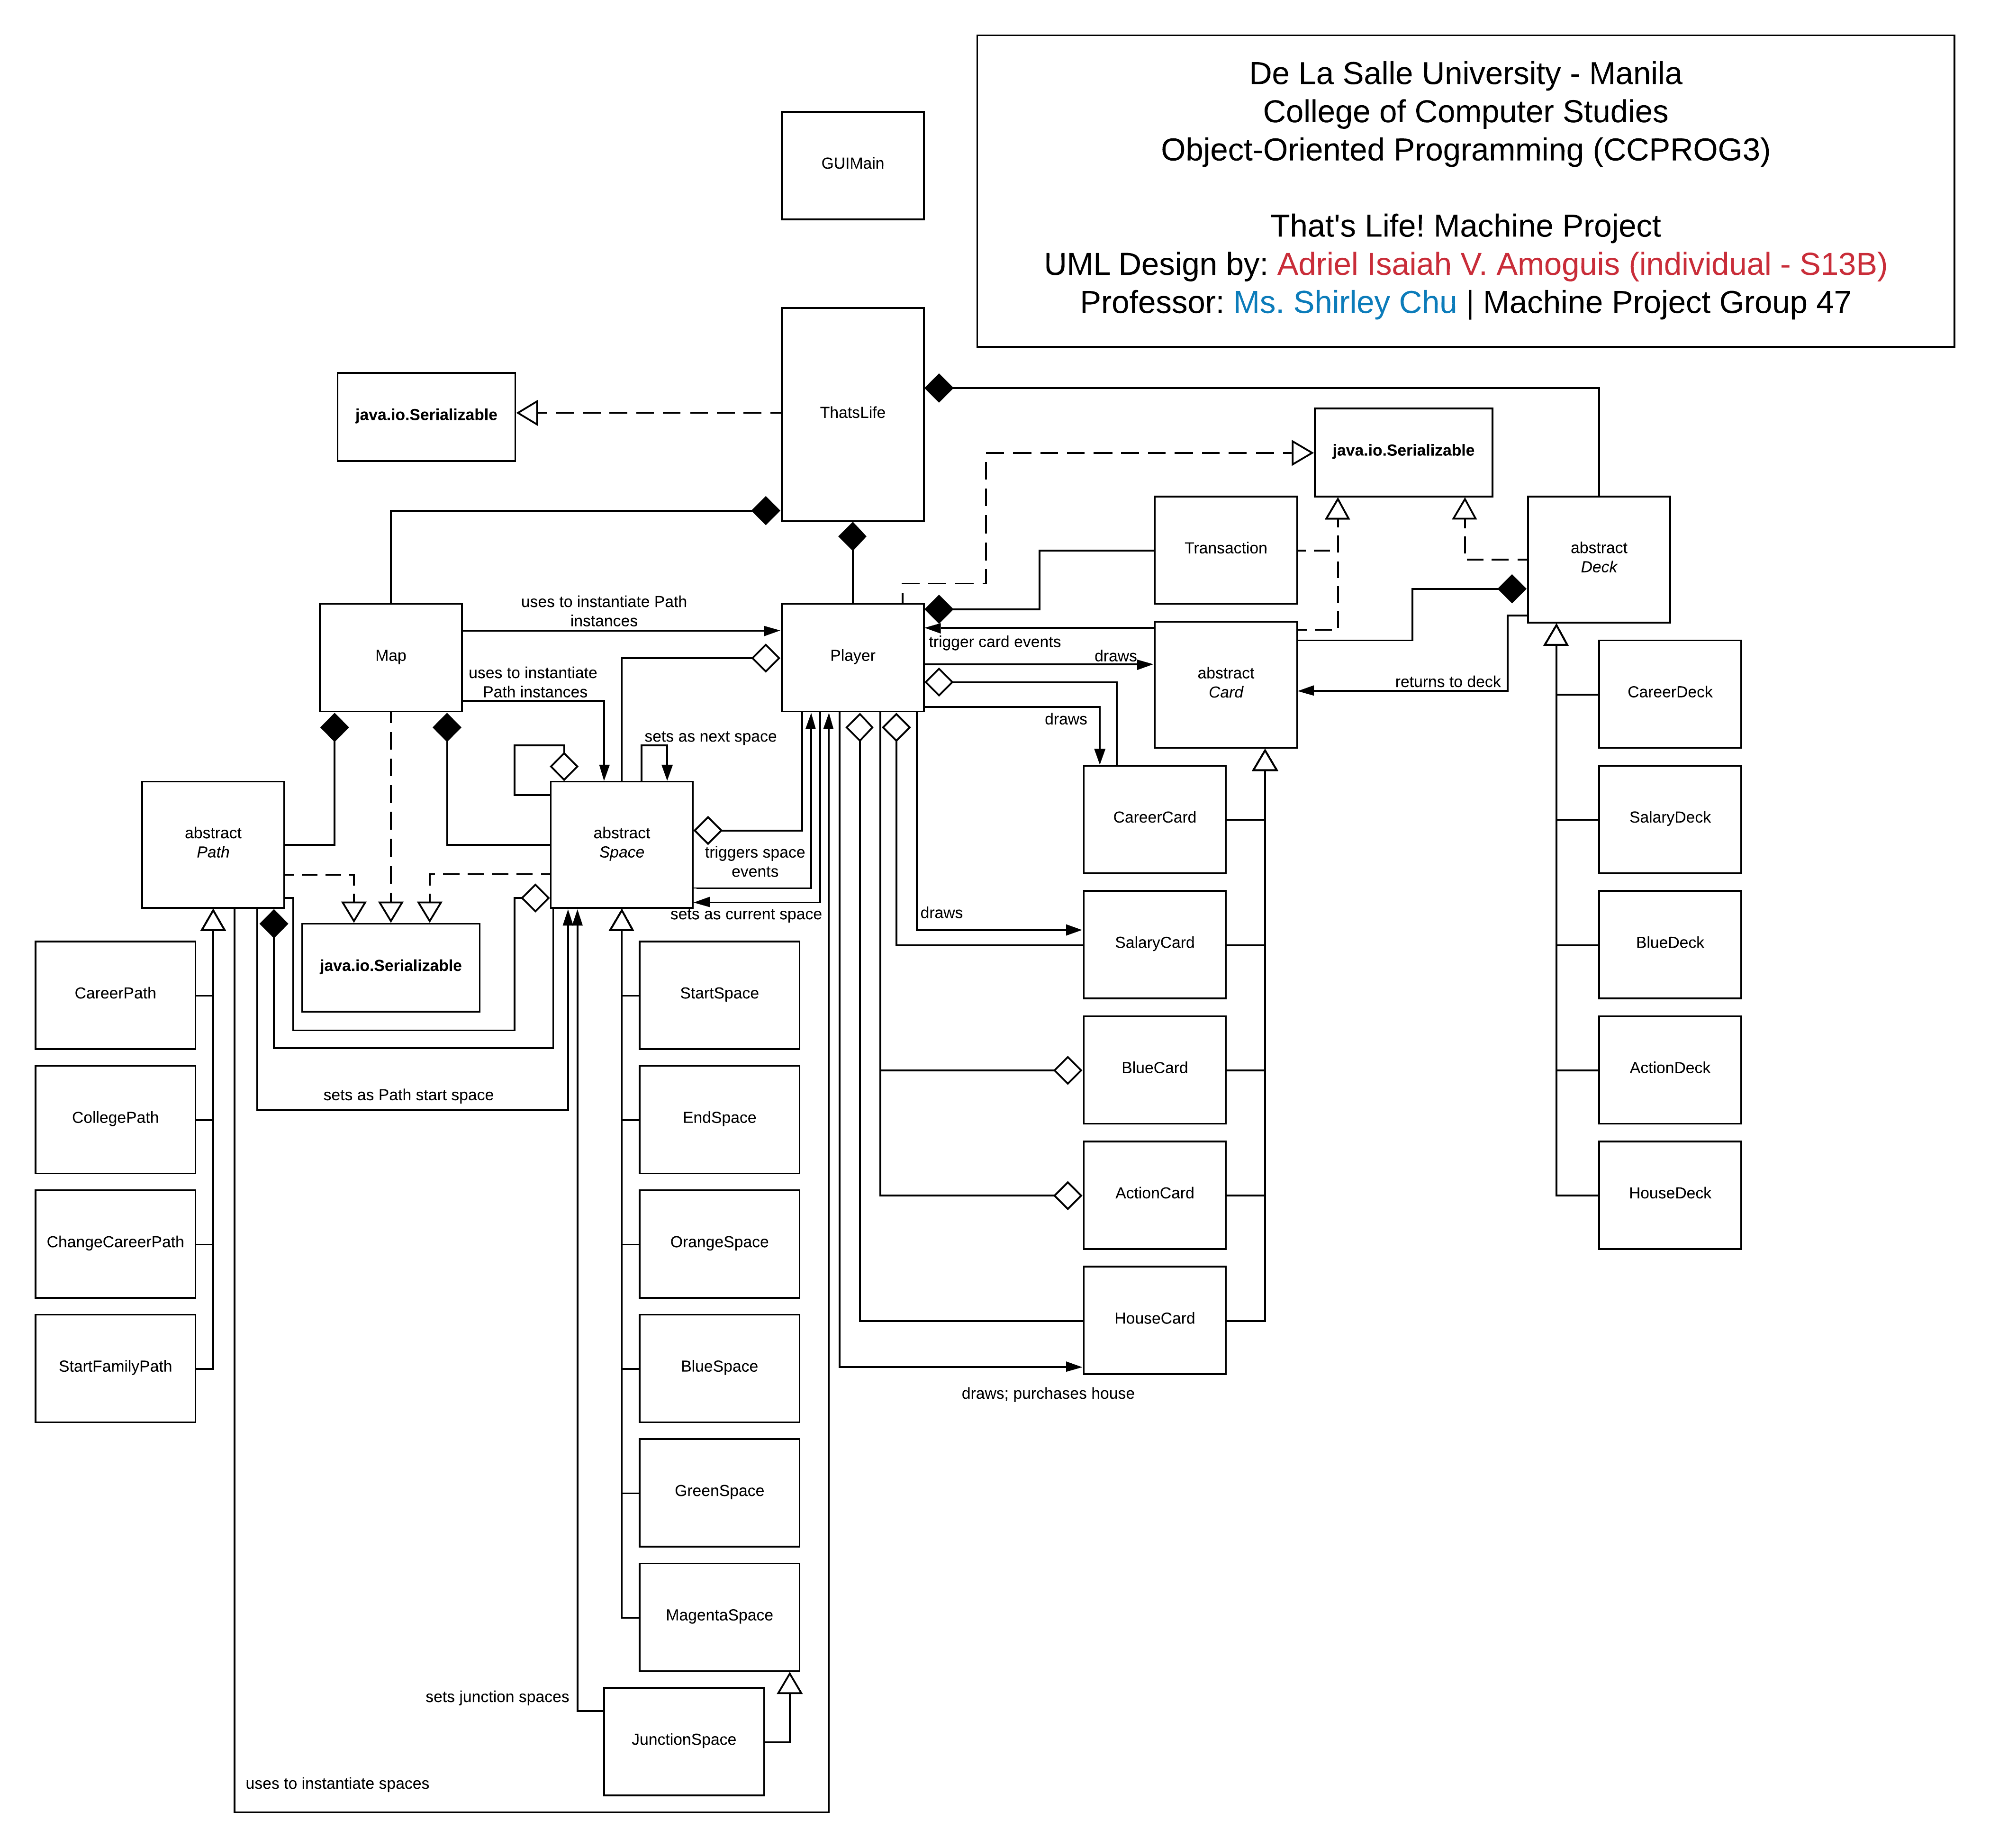 De La Salle University - Manila
College of Computer Studies
Object-Oriented Programming (CCPROG3)
That's Life! Machine Project
UML Design by: Adriel Isaiah V. Amoguis (individual - S13B)
Professor: Ms. Shirley Chu | Machine Project Group 47
GUIMain
ThatsLife
java.io.Serializable
java.io.Serializable
Transaction
abstract
Deck
uses to instantiate Path
instances
Map
Player
trigger card events
draws
abstract
Card
returns to deck
uses to instantiate
Path instances
draws
sets as next space
CareerDeck
SalaryDeck
BlueDeck
ActionDeck
HouseDeck
abstract
Path
abstract
Space
triggers space
events
sets as current space
java.io.Serializable
CareerCard
draws
SalaryCard
BlueCard
ActionCard
HouseCard
draws; purchases house
CareerPath
CollegePath
ChangeCareerPath
StartFamilyPath
sets as Path start space
StartSpace
EndSpace
OrangeSpace
BlueSpace
GreenSpace
MagentaSpace
sets junction spaces
JunctionSpace
uses to instantiate spaces